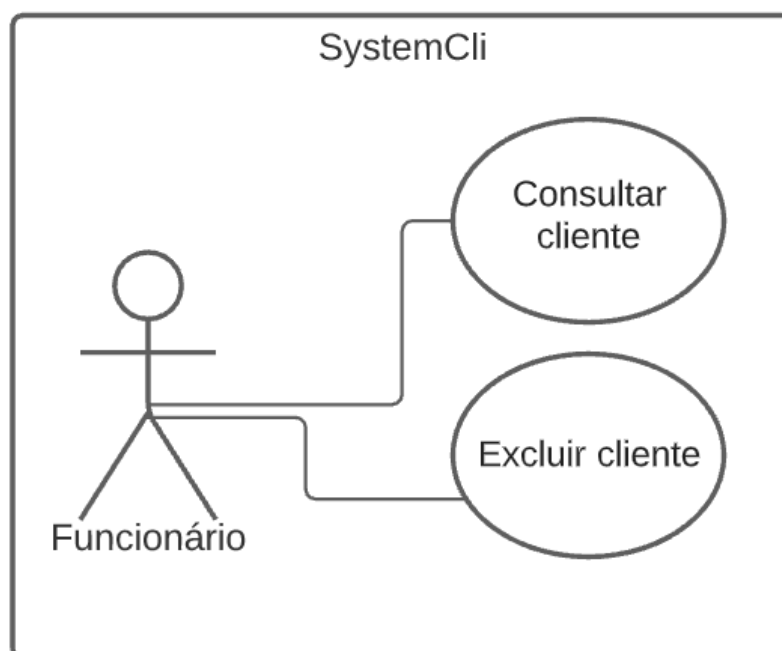 SystemCli
Consultar
cliente
Excluir cliente
Funcionário